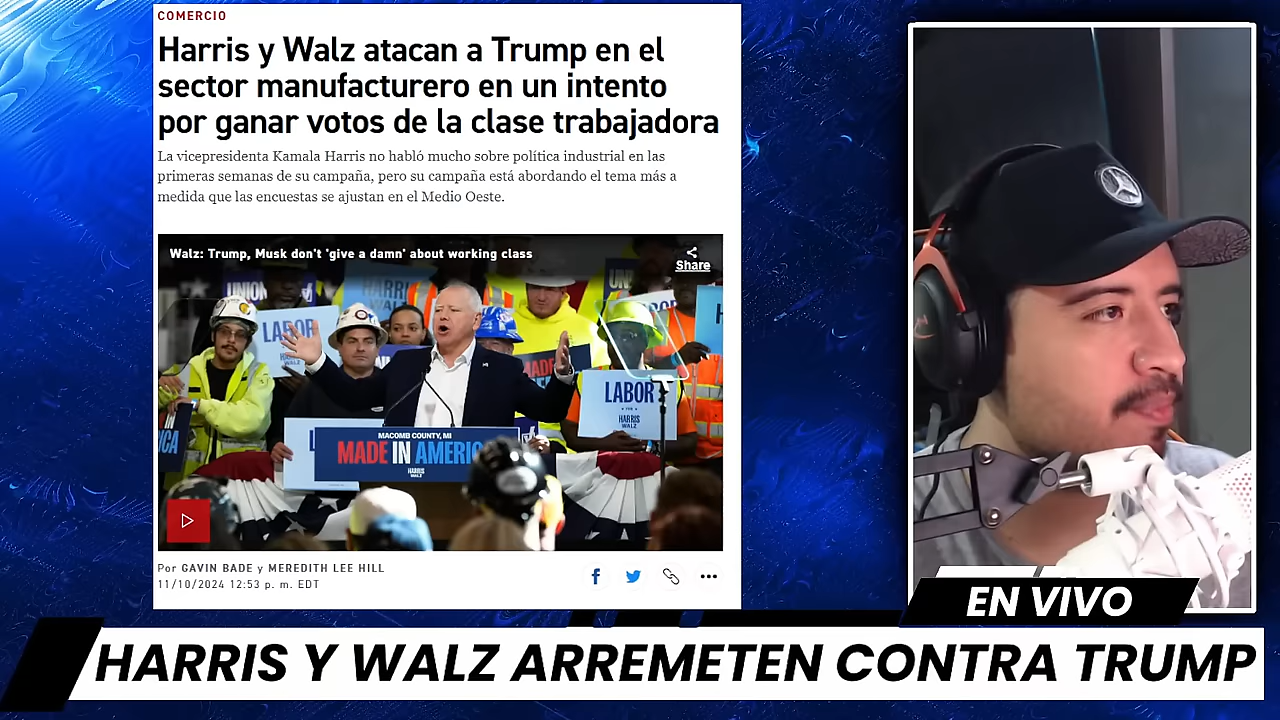 COMERCIO
Harris y Walz atacan a Trump en el
sector manufacturero en un intento
por ganar votos de la clase trabajadora
La vicepresidenta Kamala Harris no habló mucho sobre política industrial en las
primeras semanas de su campaña, pero su campaña está abordando el tema más a
medida que las encuestas se ajustan en el Medio Oeste.
Walz: Trump, Musk don't 'give a damn' about working class
Share
UNION
LABOR
LABOR
HARRIS
WALZ
MACOMB COUNTY, MI
MADE IN AMERIC
HARRIS
WALZ
Por GAVIN BADE y MEREDITH LEE HILL
11/10/2024 12:53 p. m. EDT
EN VIVO
HARRIS Y WALZ ARREMETEN CONTRA TRUMP